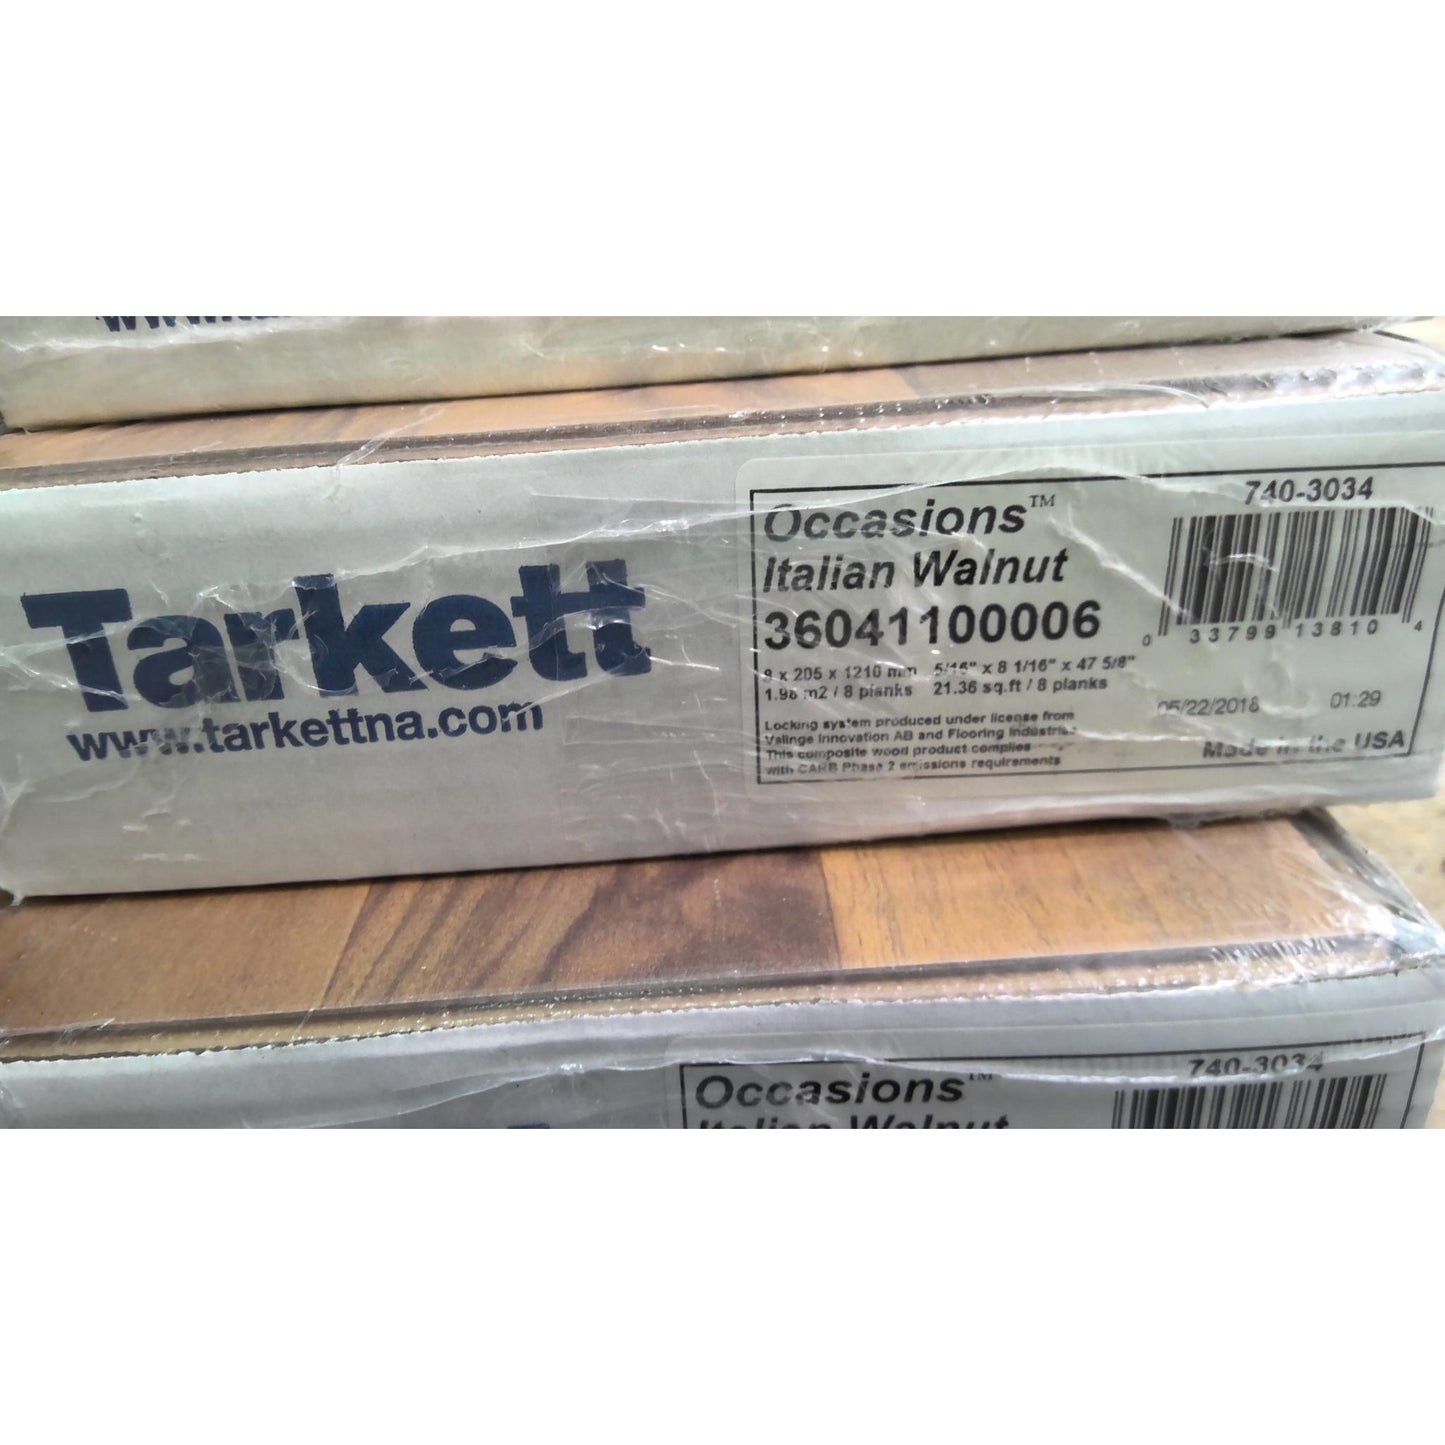 Tarkett
www.tarkettna.com
Occasions™
Italian Walnut
36041100006
8 x 205 x 1210 mm 5/16" x 8 1/16" x 47 5/8"
1.98 m2 / 8 planks 21.36 sq.ft / 8 planks
Locking system produced under license from
Valinge Innovation AB and Flooring Industries
This composite wood product complies
with CARB Phase 2 emissions requirements
740-3034
0 33799 13810 4
05/22/2018 01:29
Made in the USA
Occasions™
Italian Walnut
740-3034